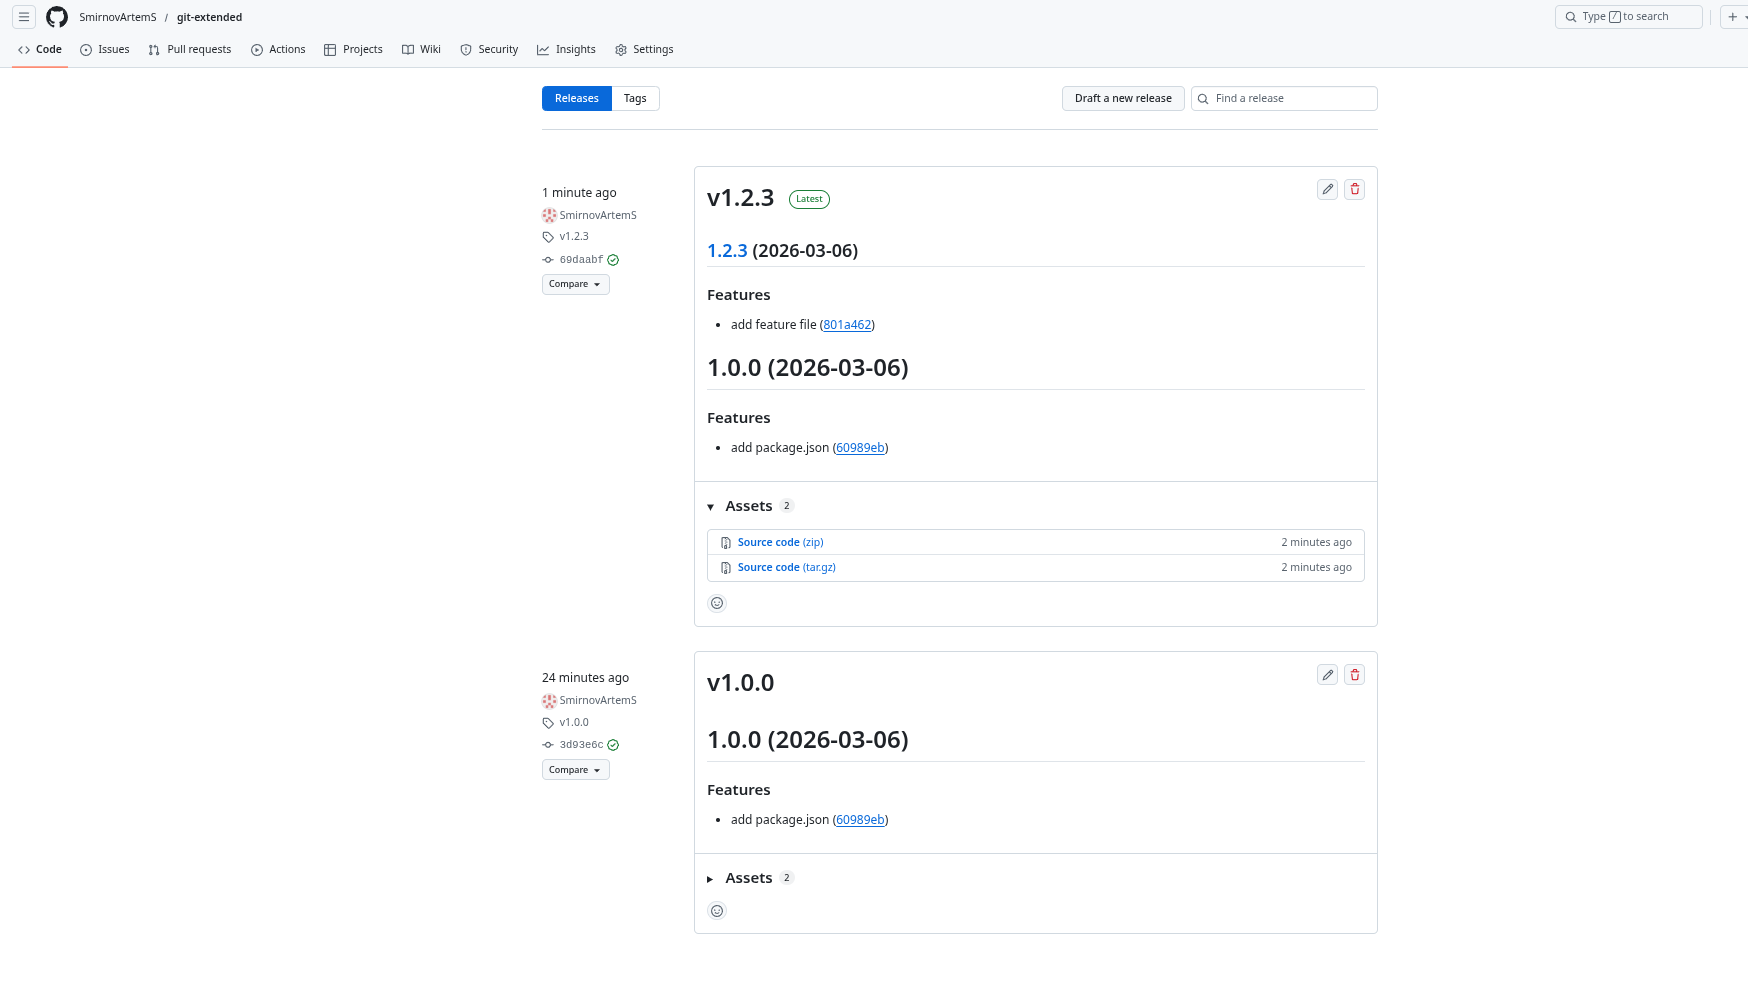 SmirnovArtemS / git-extended
Type / to search
Code Issues Pull requests Actions Projects Wiki Security Insights Settings
Releases Tags
Draft a new release
Find a release
1 minute ago
SmirnovArtemS
v1.2.3
69daabf
Compare
v1.2.3 Latest
1.2.3 (2026-03-06)
Features
• add feature file (801a462)
1.0.0 (2026-03-06)
Features
• add package.json (60989eb)
Assets 2
Source code (zip) 2 minutes ago
Source code (tar.gz) 2 minutes ago
24 minutes ago
SmirnovArtemS
v1.0.0
3d93e6c
Compare
v1.0.0
1.0.0 (2026-03-06)
Features
• add package.json (60989eb)
Assets 2